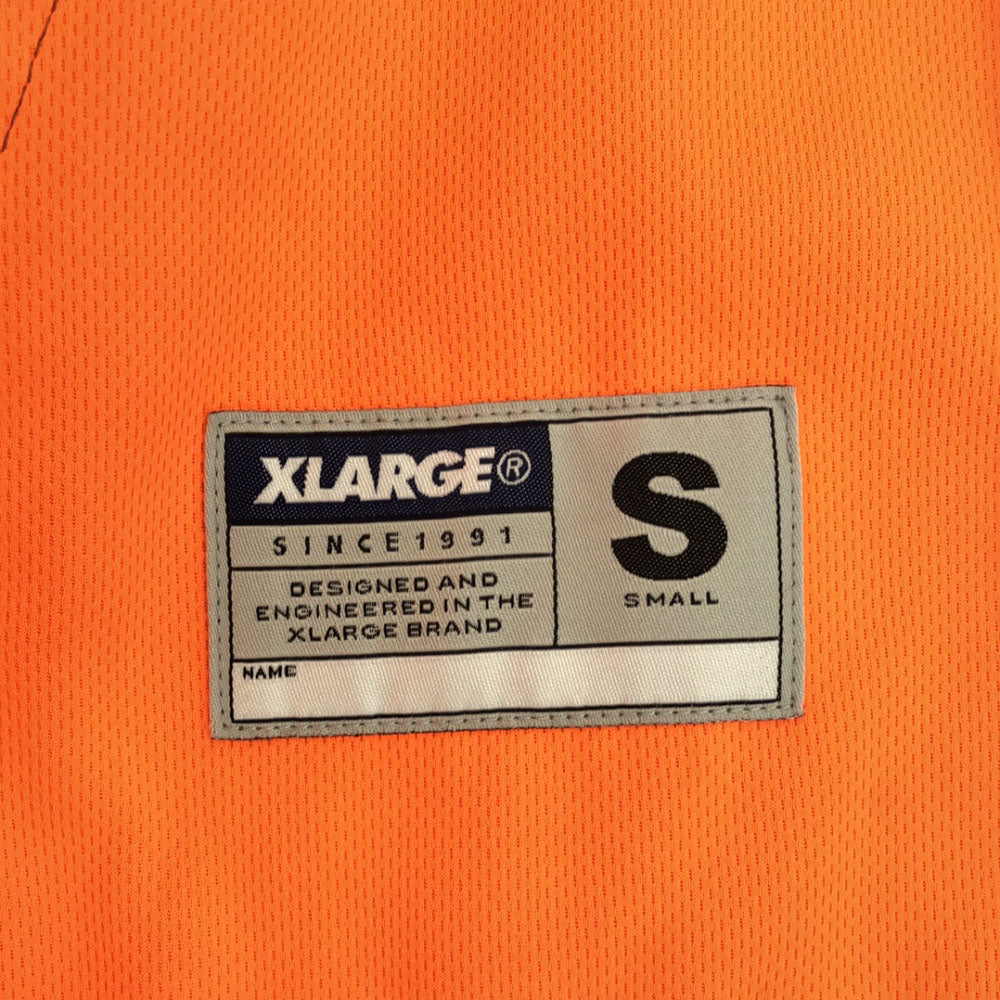 XLARGE®
SINCE1991
DESIGNED AND
ENGINEERED IN THE
XLARGE BRAND
S
SMALL
NAME